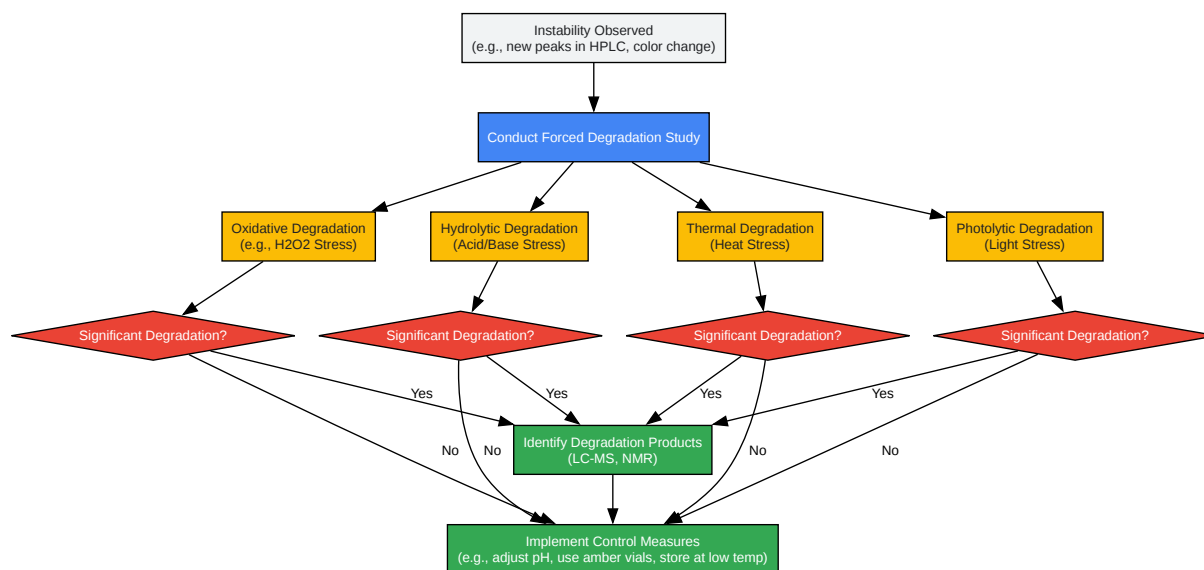 Instability Observed
(e.g., new peaks in HPLC, color change)
Conduct Forced Degradation Study
Oxidative Degradation
(e.g., H2O2 Stress)
Hydrolytic Degradation
(Acid/Base Stress)
Thermal Degradation
(Heat Stress)
Photolytic Degradation
(Light Stress)
Significant Degradation?
Significant Degradation?
Significant Degradation?
Significant Degradation?
Yes
Yes
Yes
Yes
Identify Degradation Products
(LC-MS, NMR)
No
No
No
No
Implement Control Measures
(e.g., adjust pH, use amber vials, store at low temp)